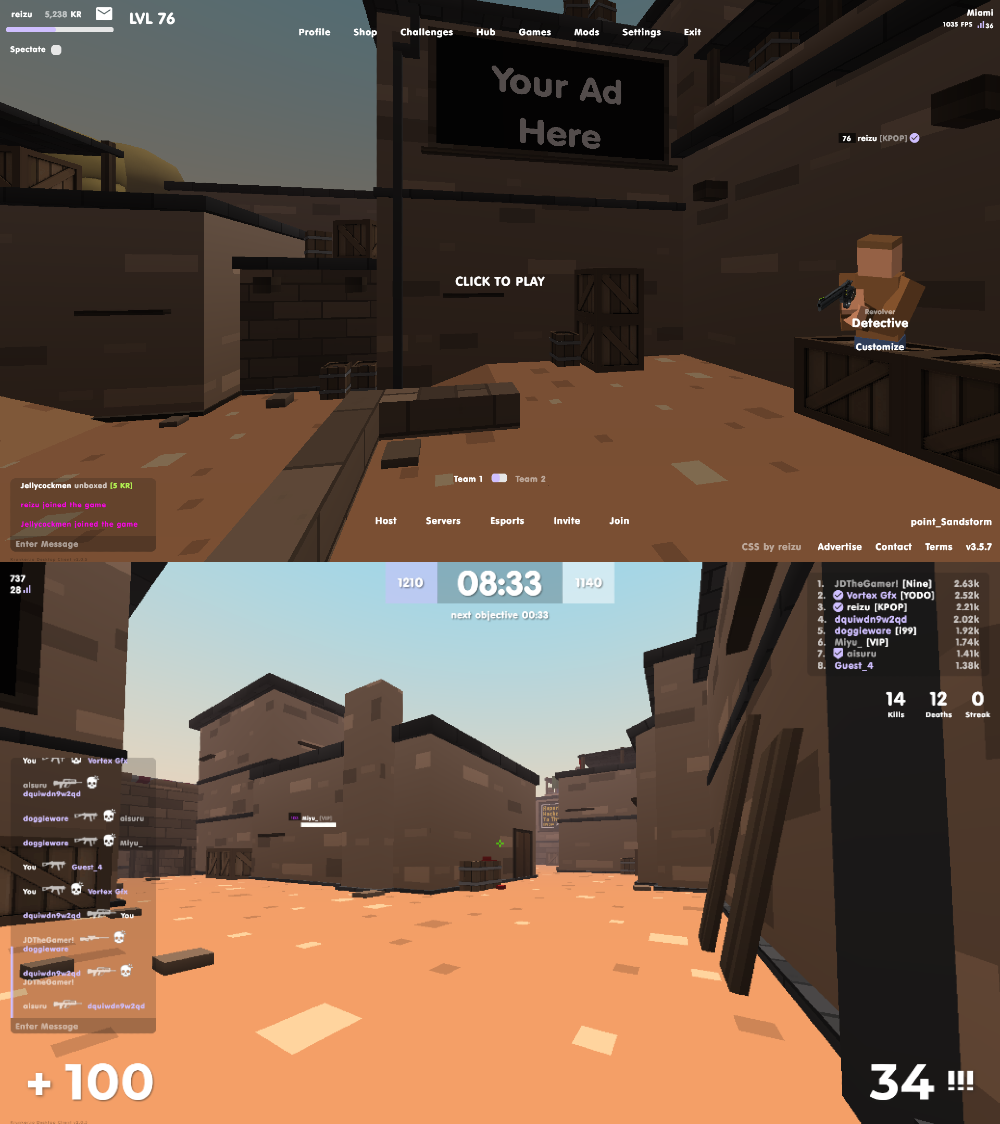 reizu 5,238 KR LVL 76
Miami
1035 FPS 36
Profile Shop Challenges Hub Games Mods Settings Exit
Spectate
Your Ad
Here
76 reizu [KPOP]
CLICK TO PLAY
Revolver
Detective
Customize
Team 1 Team 2
Jellycockman unboxed [5 KR]
reizu joined the game
Jellycockman joined the game
Enter Message
Host Servers Esports Invite Join
point_Sandstorm
CSS by reizu Advertise Contact Terms v3.5.7
737
28
1210 08:33 1140
next objective 00:33
1. JDTheGamer! [Nine] 2.63k
2. Vortex Gfx [YODO] 2.52k
3. reizu [KPOP] 2.21k
4. dquiwdn9w2qd 2.02k
5. doggieware [l99] 1.92k
6. Miyu_ [VIP] 1.74k
7. aisuru 1.41k
8. Guest_4 1.38k
14 12 0
Kills Deaths Streak
You Vortex Gfx
aisuru
dquiwdn9w2qd
doggieware aisuru
doggieware Miyu_
You Guest_4
You Vortex Gfx
dquiwdn9w2qd You
JDTheGamer!
doggieware
dquiwdn9w2qd
JDTheGamer!
aisuru dquiwdn9w2qd
Enter Message
Miyu_ [VIP]
+ 100
34